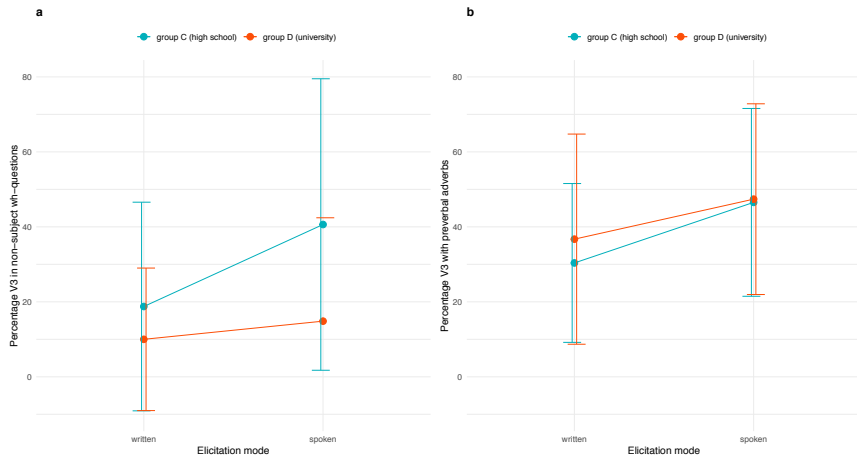 a
group C (high school) group D (university)
80
60
40
20
0
Percentage V3 in non−subject wh−questions
written spoken
Elicitation mode
b
group C (high school) group D (university)
80
60
40
20
0
Percentage V3 with preverbal adverbs
written spoken
Elicitation mode